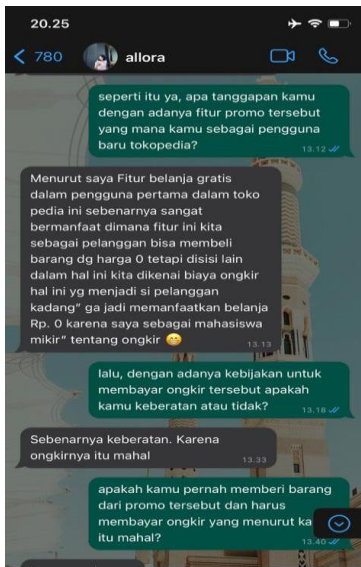 20.25
780
allora
seperti itu ya, apa tanggapan kamu
dengan adanya fitur promo tersebut
yang mana kamu sebagai pengguna
baru tokopedia?
13.12
Menurut saya Fitur belanja gratis
dalam pengguna pertama dalam toko
pedia ini sebenarnya sangat
bermanfaat dimana fitur ini kita
sebagai pelanggan bisa membeli
barang dg harga 0 tetapi disisi lain
dalam hal ini kita dikenai biaya ongkir
hal ini yg menjadi si pelanggan
kadang" ga jadi memanfaatkan belanja
Rp. 0 karena saya sebagai mahasiswa
mikir" tentang ongkir 🤭
13.13
lalu, dengan adanya kebijakan untuk
membayar ongkir tersebut apakah
kamu keberatan atau tidak?
13.18
Sebenarnya keberatan. Karena
ongkirnya itu mahal
13.33
apakah kamu pernah memberi barang
dari promo tersebut dan harus
membayar ongkir yang menurut ka
itu mahal?
13.40